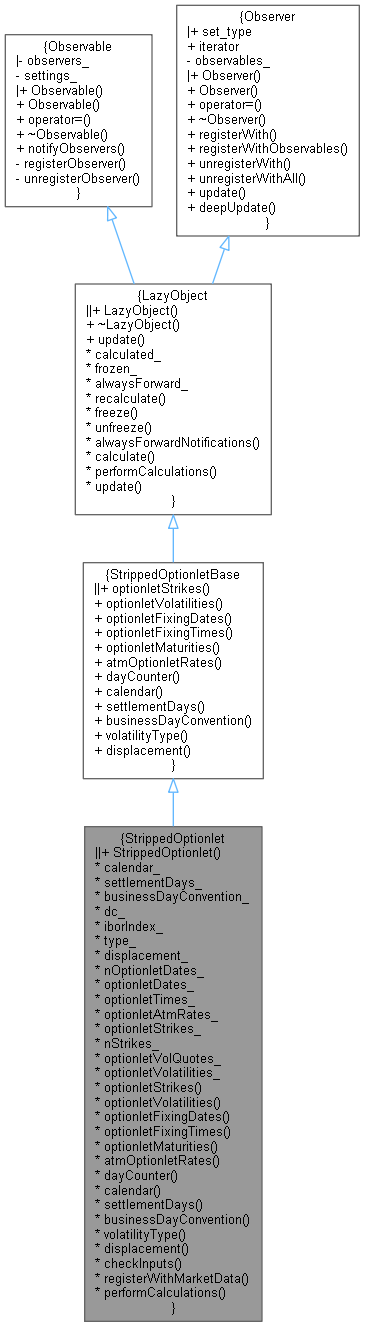 {Observable
|- observers_
- settings_
|+ Observable()
+ Observable()
+ operator=()
+ ~Observable()
+ notifyObservers()
- registerObserver()
- unregisterObserver()
}
{Observer
|+ set_type
+ iterator
- observables_
|+ Observer()
+ Observer()
+ operator=()
+ ~Observer()
+ registerWith()
+ registerWithObservables()
+ unregisterWith()
+ unregisterWithAll()
+ update()
+ deepUpdate()
}
{LazyObject
||+ LazyObject()
+ ~LazyObject()
+ update()
* calculated_
* frozen_
* alwaysForward_
* recalculate()
* freeze()
* unfreeze()
* alwaysForwardNotifications()
* calculate()
* performCalculations()
* update()
}
{StrippedOptionletBase
||+ optionletStrikes()
+ optionletVolatilities()
+ optionletFixingDates()
+ optionletFixingTimes()
+ optionletMaturities()
+ atmOptionletRates()
+ dayCounter()
+ calendar()
+ settlementDays()
+ businessDayConvention()
+ volatilityType()
+ displacement()
}
{StrippedOptionlet
||+ StrippedOptionlet()
* calendar_
* settlementDays_
* businessDayConvention_
* dc_
* iborIndex_
* type_
* displacement_
* nOptionletDates_
* optionletDates_
* optionletTimes_
* optionletAtmRates_
* optionletStrikes_
* nStrikes_
* optionletVolQuotes_
* optionletVolatilities_
* optionletStrikes()
* optionletVolatilities()
* optionletFixingDates()
* optionletFixingTimes()
* optionletMaturities()
* atmOptionletRates()
* dayCounter()
* calendar()
* settlementDays()
* businessDayConvention()
* volatilityType()
* displacement()
* checkInputs()
* registerWithMarketData()
* performCalculations()
}